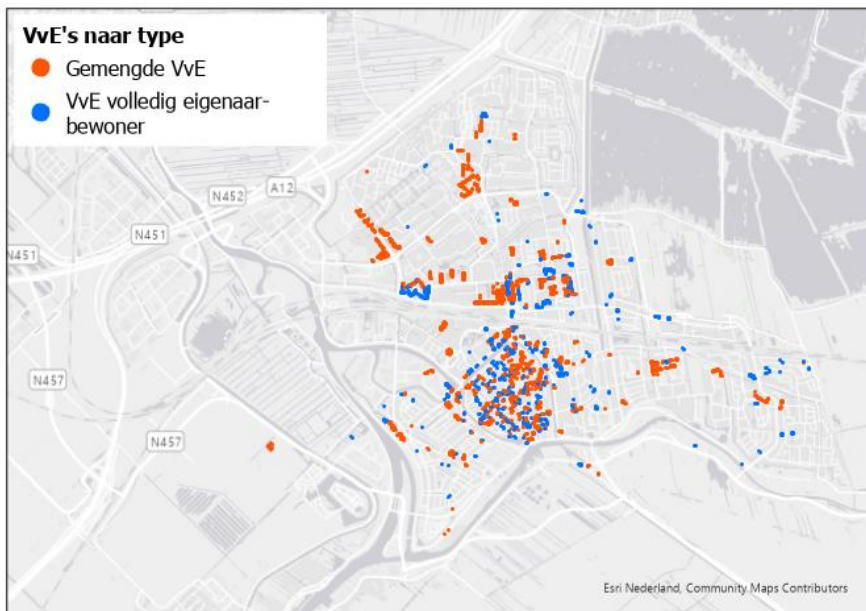 VvE's naar type
Gemengde VvE
VvE volledig eigenaar-
bewoner
A12
N452
N451
N451
N457
N457
Esri Nederland, Community Maps Contributors